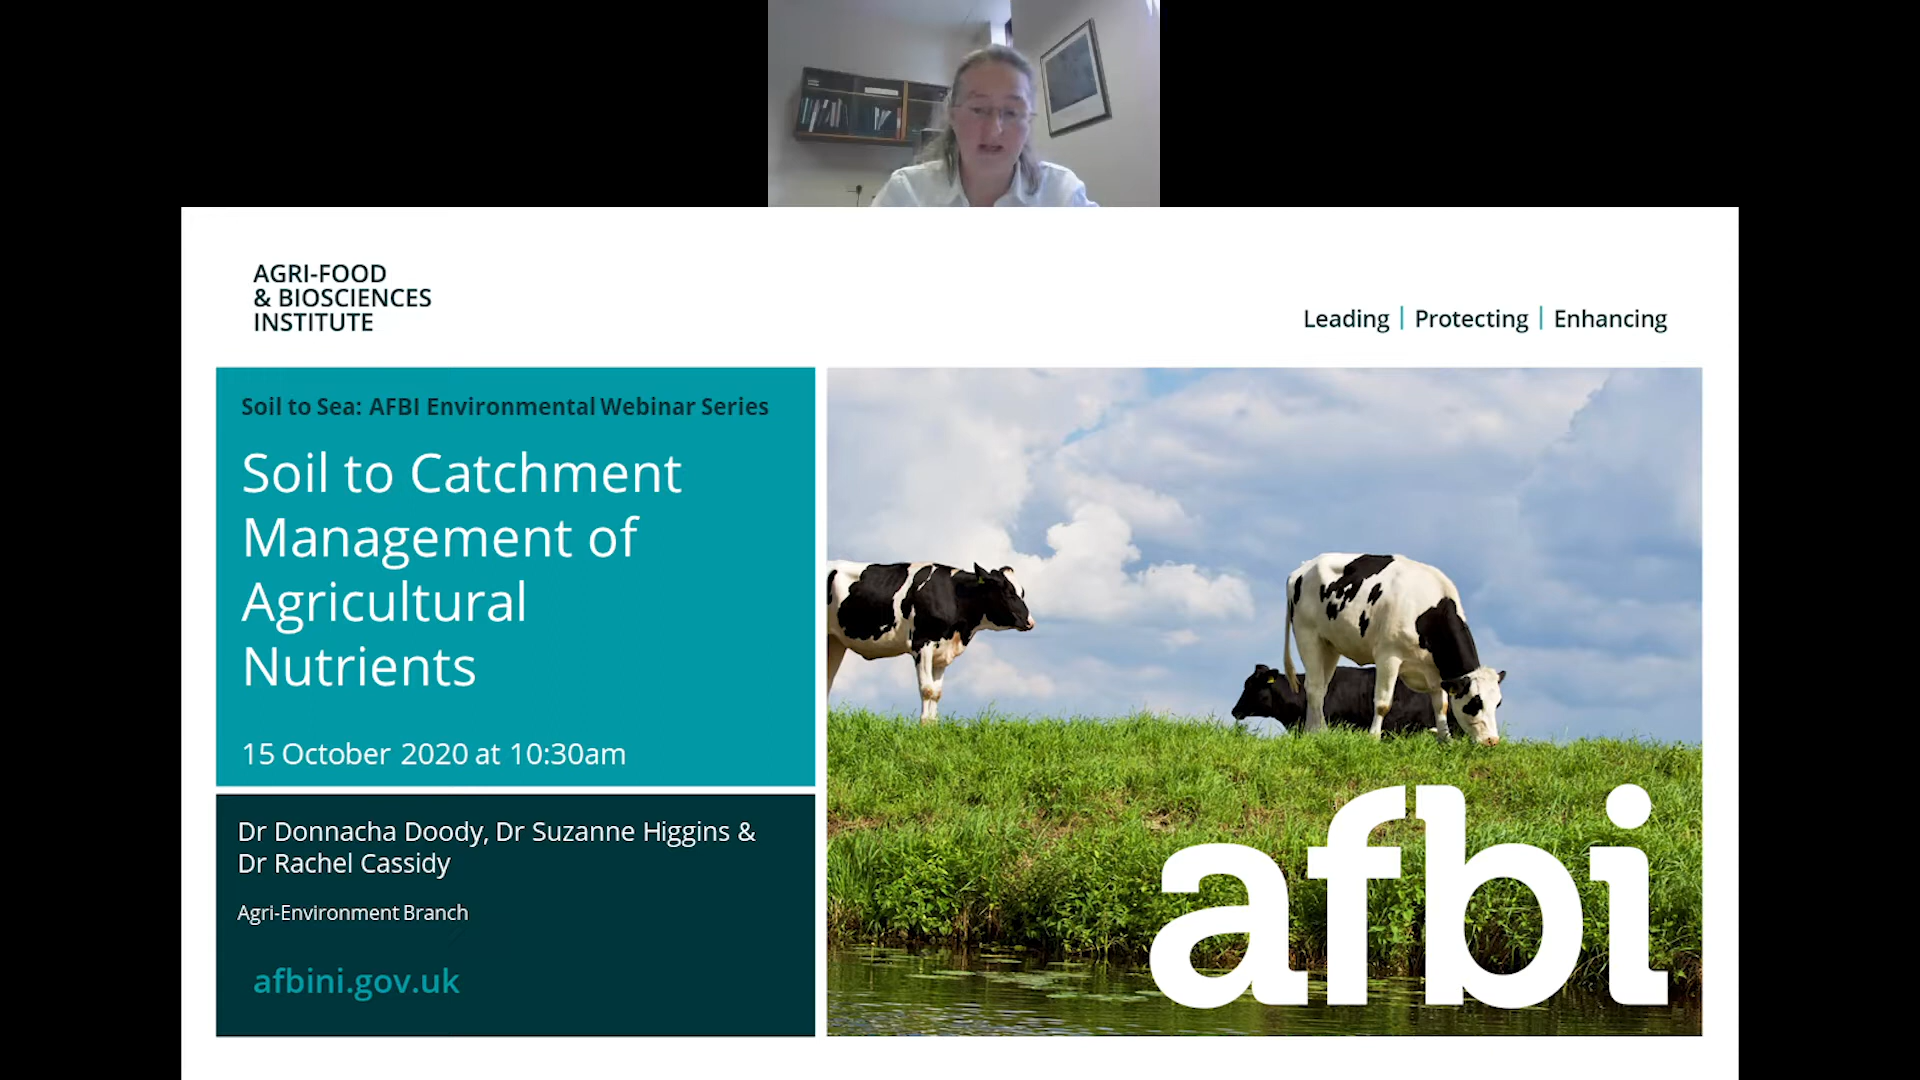 AGRI-FOOD
& BIOSCIENCES
INSTITUTE
Leading | Protecting | Enhancing
Soil to Sea: AFBI Environmental Webinar Series
Soil to Catchment
Management of
Agricultural
Nutrients
15 October 2020 at 10:30am
Dr Donnacha Doody, Dr Suzanne Higgins &
Dr Rachel Cassidy
Agri-Environment Branch
afbini.gov.uk
afbi